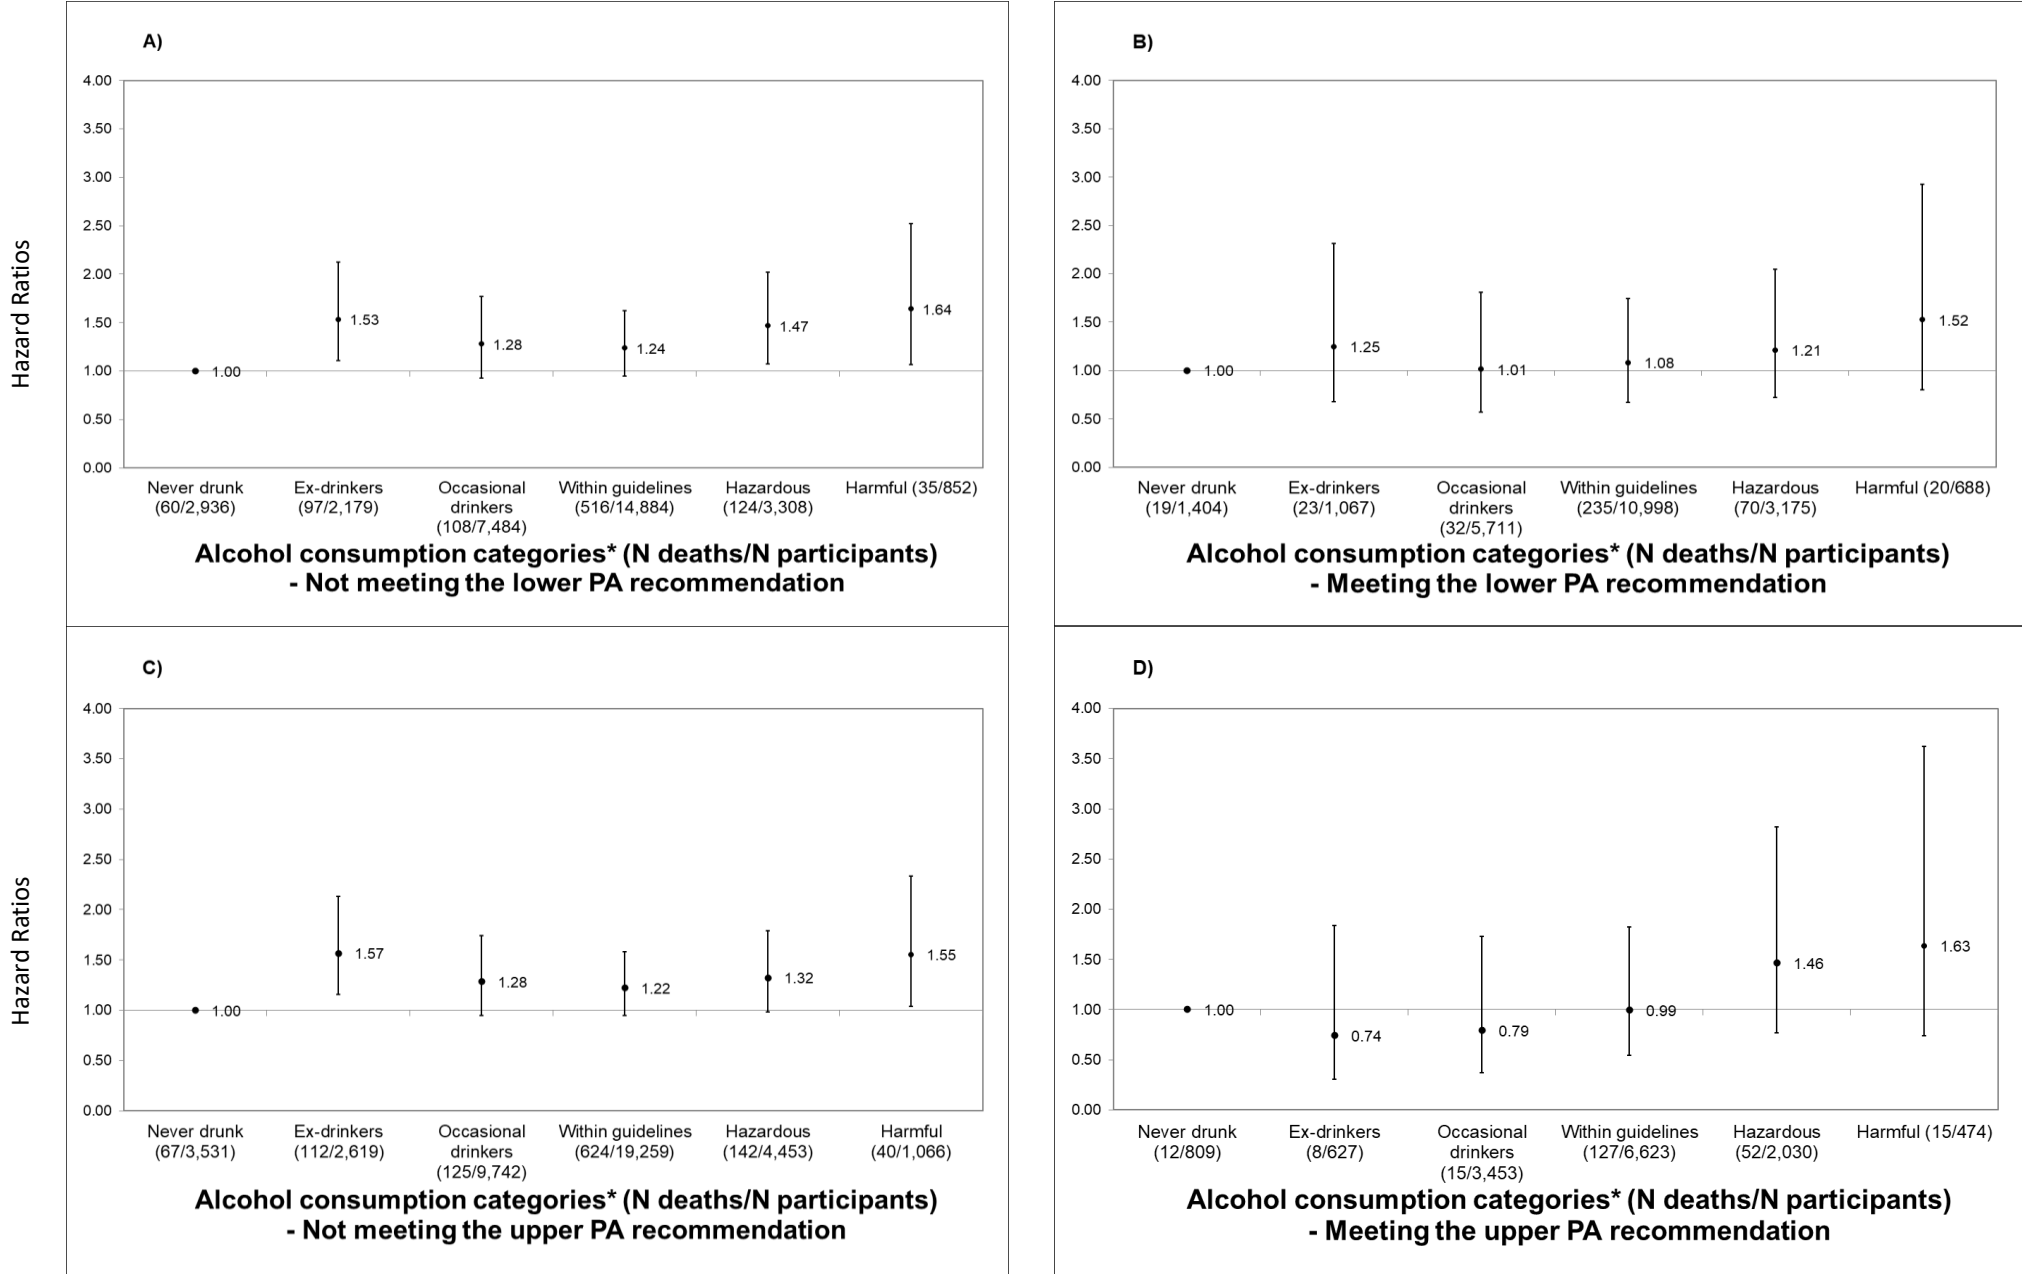 A)
Hazard Ratios
4.00
3.50
3.00
2.50
2.00
1.50
1.00
0.50
0.00
1.00
1.53
1.28
1.24
1.47
1.64
Never drunk
(60/2,936)
Ex-drinkers
(97/2,179)
Occasional
drinkers
(108/7,484)
Within guidelines
(516/14,884)
Hazardous
(124/3,308)
Harmful (35/852)
Alcohol consumption categories* (N deaths/N participants)
- Not meeting the lower PA recommendation
B)
4.00
3.50
3.00
2.50
2.00
1.50
1.00
0.50
0.00
1.00
1.25
1.01
1.08
1.21
1.52
Never drunk
(19/1,404)
Ex-drinkers
(23/1,067)
Occasional
drinkers
(32/5,711)
Within guidelines
(235/10,998)
Hazardous
(70/3,175)
Harmful (20/688)
Alcohol consumption categories* (N deaths/N participants)
- Meeting the lower PA recommendation
C)
Hazard Ratios
4.00
3.50
3.00
2.50
2.00
1.50
1.00
0.50
0.00
1.00
1.57
1.28
1.22
1.32
1.55
Never drunk
(67/3,531)
Ex-drinkers
(112/2,619)
Occasional
drinkers
(125/9,742)
Within guidelines
(624/19,259)
Hazardous
(142/4,453)
Harmful
(40/1,066)
Alcohol consumption categories* (N deaths/N participants)
- Not meeting the upper PA recommendation
D)
4.00
3.50
3.00
2.50
2.00
1.50
1.00
0.50
0.00
1.00
0.74
0.79
0.99
1.46
1.63
Never drunk
(12/809)
Ex-drinkers
(8/627)
Occasional
drinkers
(15/3,453)
Within guidelines
(127/6,623)
Hazardous
(52/2,030)
Harmful (15/474)
Alcohol consumption categories* (N deaths/N participants)
- Meeting the upper PA recommendation